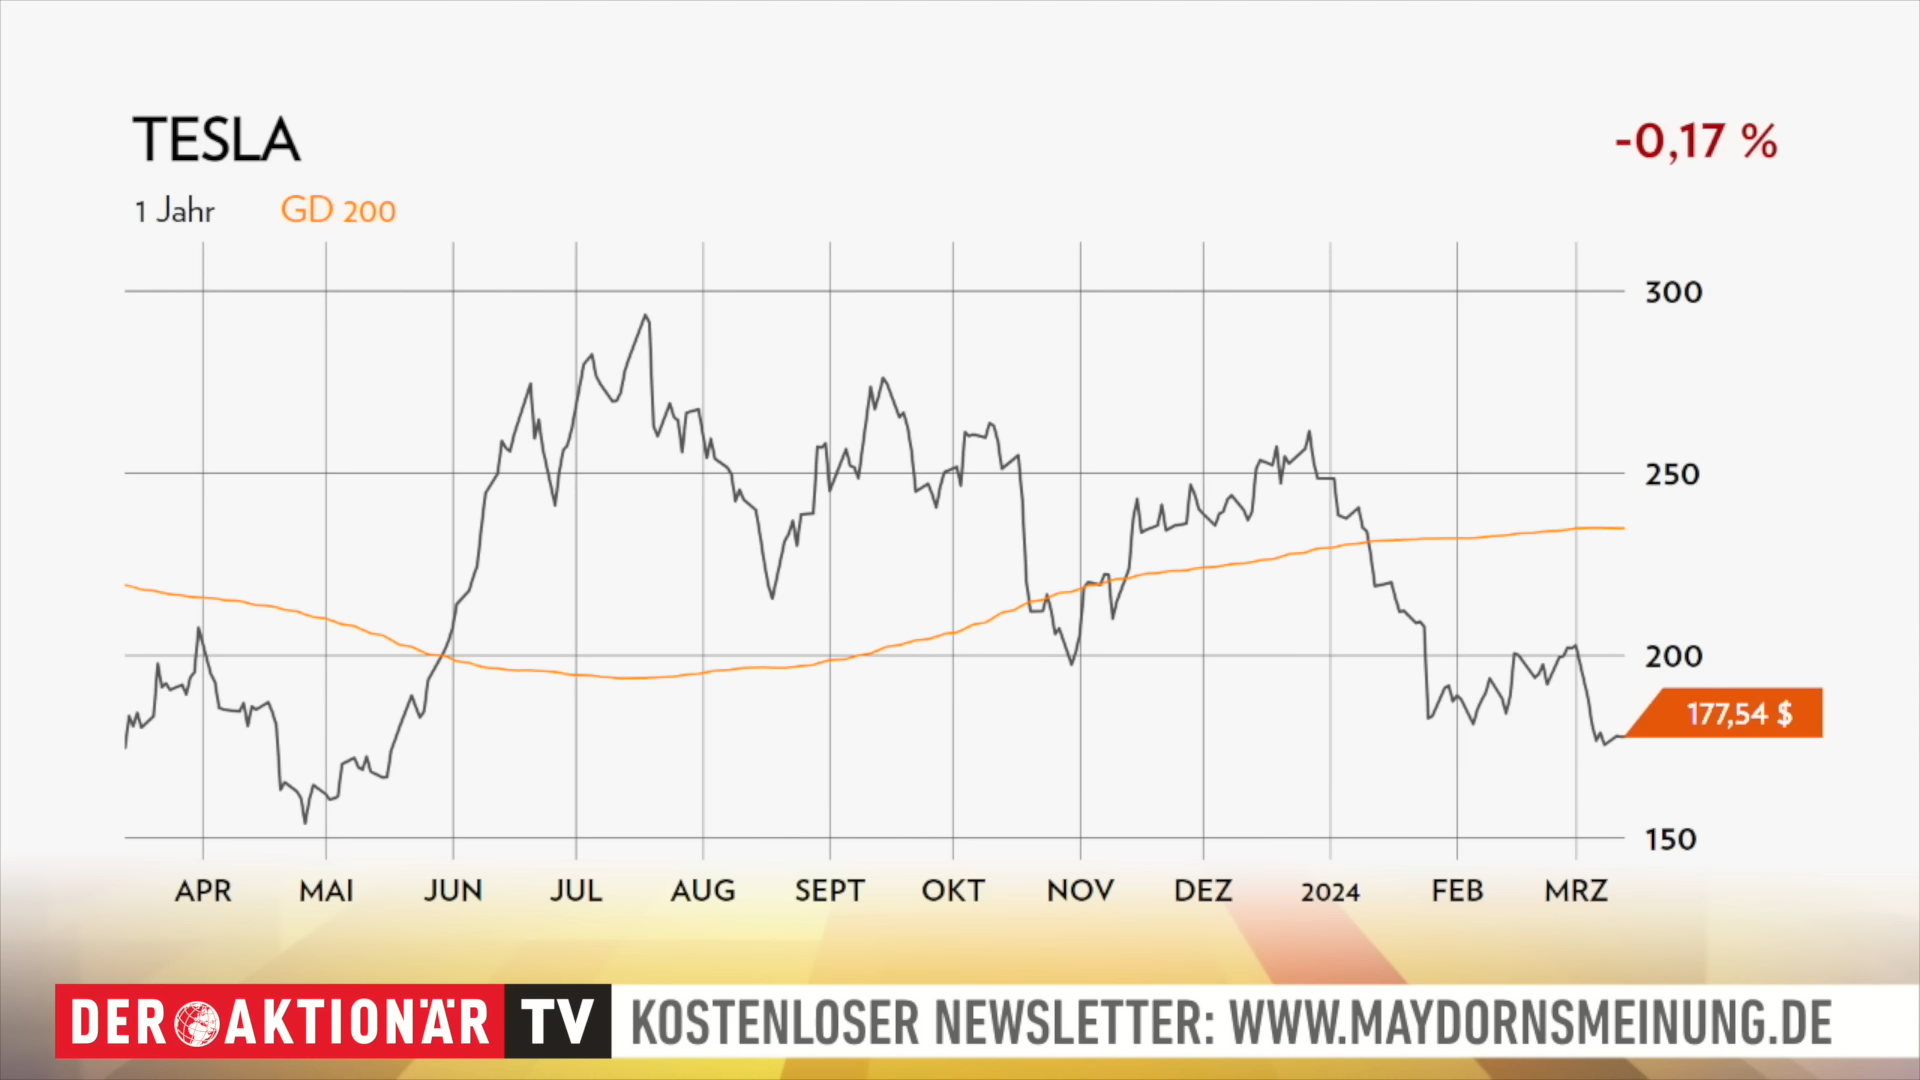 TESLA
-0,17 %
1 Jahr GD 200
300
250
200
177,54 $
150
APR MAI JUN JUL AUG SEPT OKT NOV DEZ 2024 FEB MRZ
DER AKTIONÄR TV KOSTENLOSER NEWSLETTER: WWW.MAYDORNSMEINUNG.DE